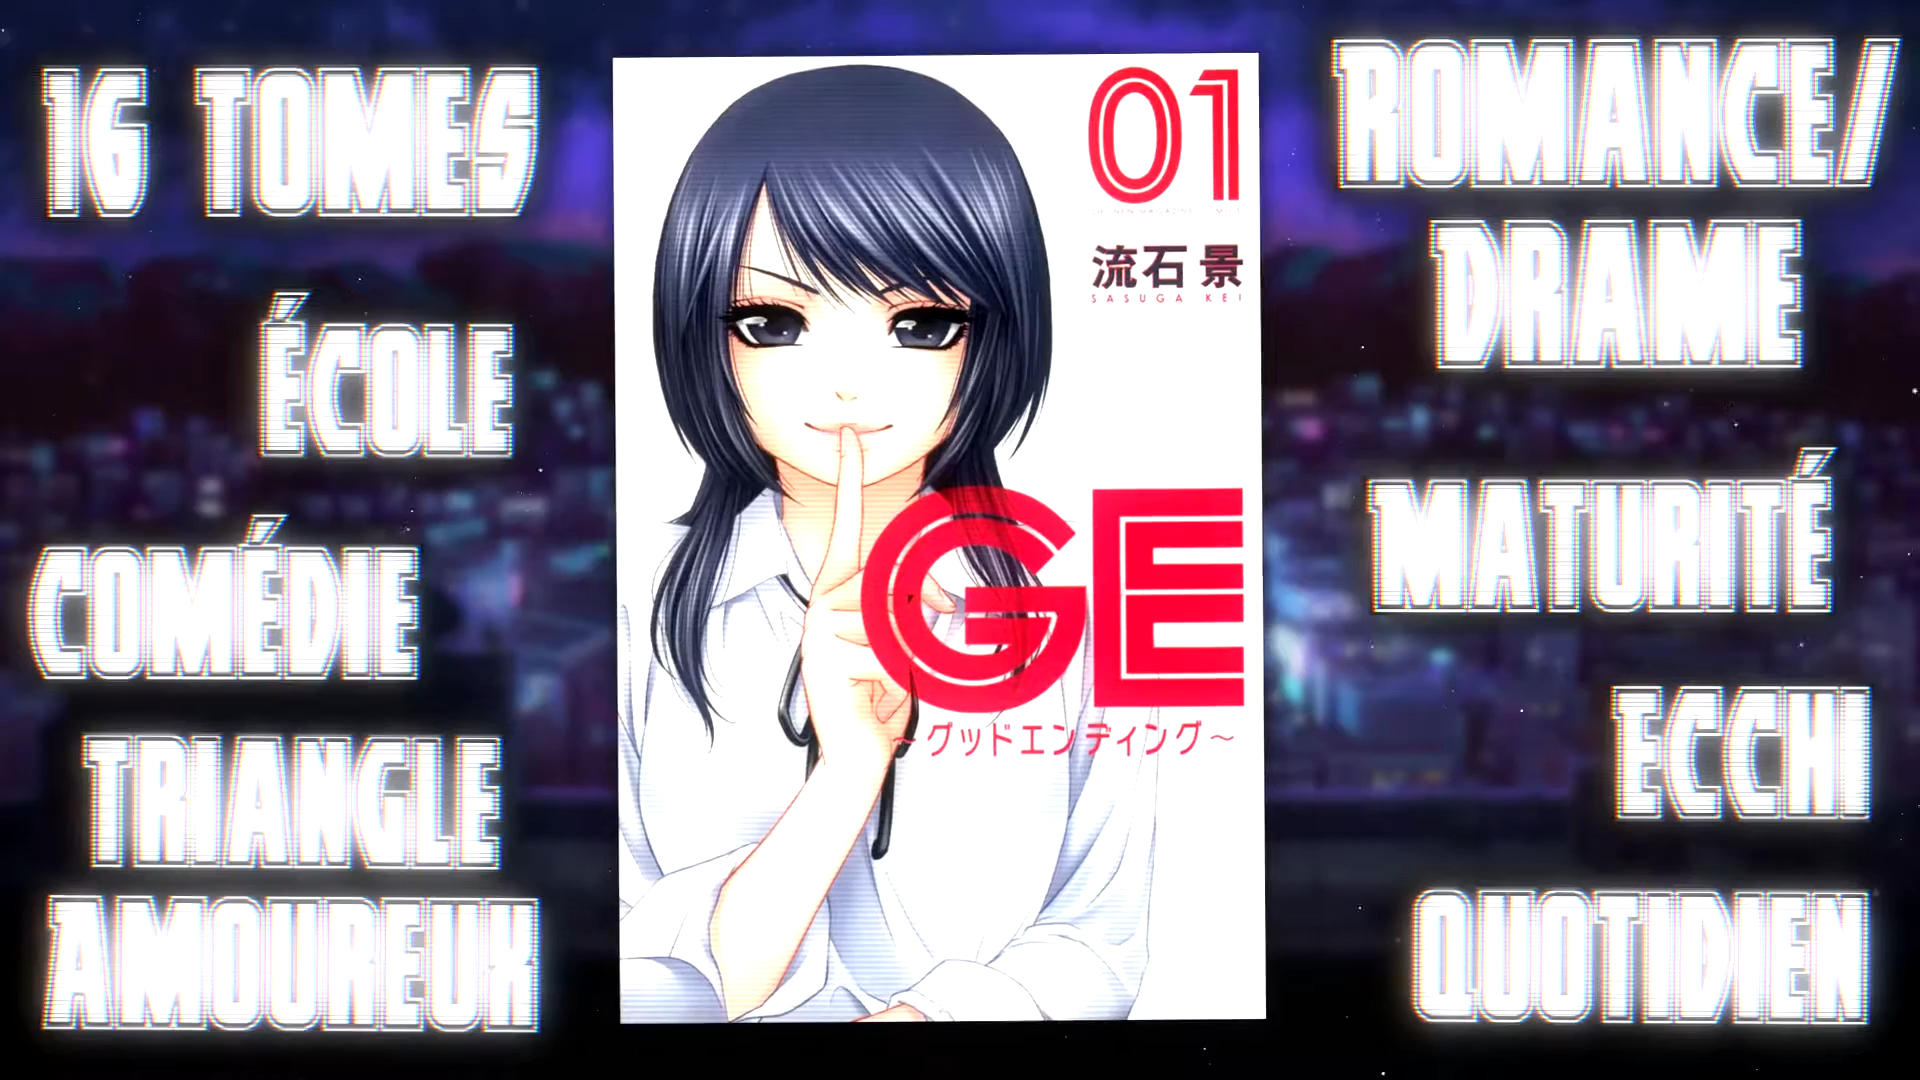 16 TOMES
ÉCOLE
COMÉDIE
TRIANGLE
AMOUREUX
01
流石 景
SASUGA KEI
GE
～グッドエンディング～
ROMANCE/
DRAME
MATURITÉ
ECCHI
QUOTIDIEN